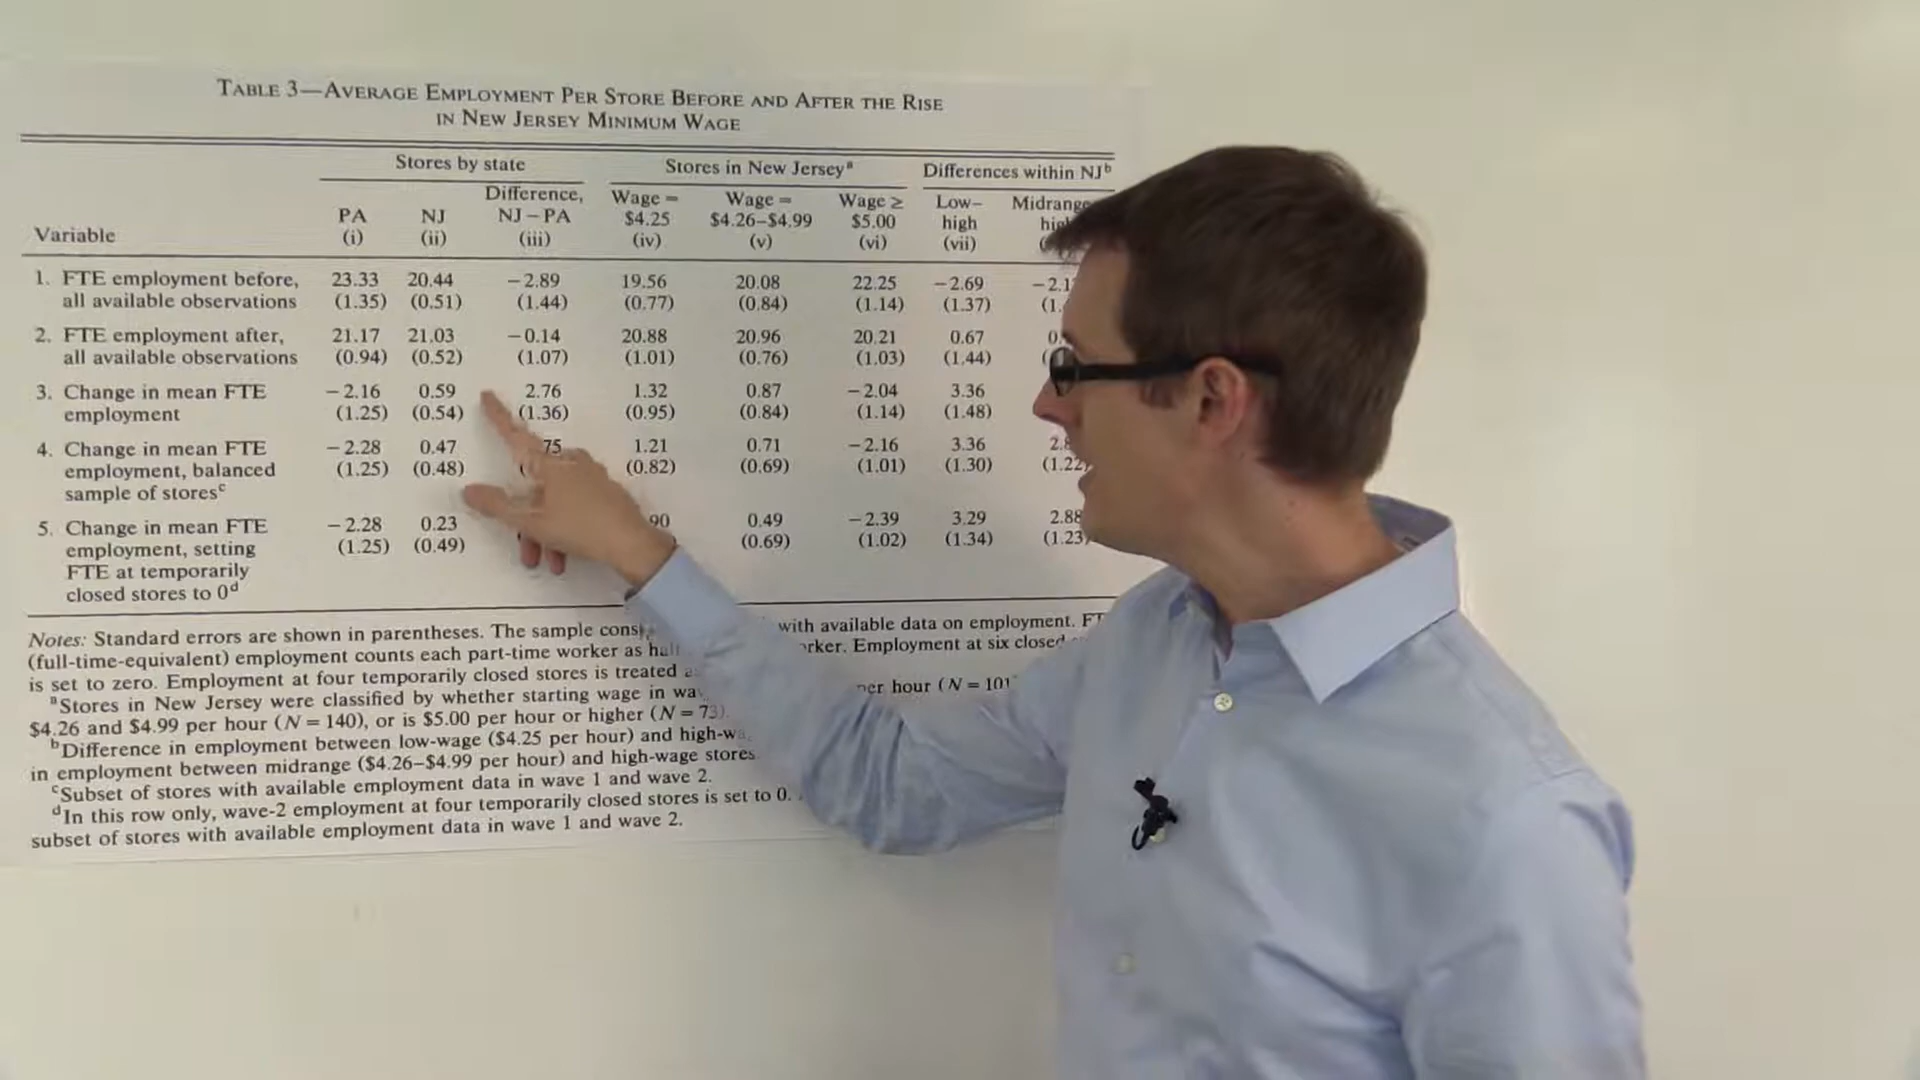 TABLE 3—AVERAGE EMPLOYMENT PER STORE BEFORE AND AFTER THE RISE
IN NEW JERSEY MINIMUM WAGE
Stores by state Stores in New Jerseyᵃ Differences within NJᵇ
Difference, Wage = Wage = Wage ≥ Low– Midrange
PA NJ NJ – PA $4.25 $4.26–$4.99 $5.00 high
Variable (i) (ii) (iii) (iv) (v) (vi) (vii)
1. FTE employment before, 23.33 20.44 −2.89 19.56 20.08 22.25 −2.69
all available observations (1.35) (0.51) (1.44) (0.77) (0.84) (1.14) (1.37)
2. FTE employment after, 21.17 21.03 −0.14 20.88 20.96 20.21 0.67
all available observations (0.94) (0.52) (1.07) (1.01) (0.76) (1.03) (1.44)
3. Change in mean FTE −2.16 0.59 2.76 1.32 0.87 −2.04 3.36
employment (1.25) (0.54) (1.36) (0.95) (0.84) (1.14) (1.48)
4. Change in mean FTE −2.28 0.47 75 1.21 0.71 −2.16 3.36
employment, balanced (1.25) (0.48) (0.82) (0.69) (1.01) (1.30) (1.22)
sample of storesᶜ
5. Change in mean FTE −2.28 0.23 90 0.49 −2.39 3.29 2.88
employment, setting (1.25) (0.49) (0.69) (1.02) (1.34) (1.23)
FTE at temporarily
closed stores to 0ᵈ
Notes: Standard errors are shown in parentheses. The sample with available data on employment.
(full-time-equivalent) employment counts each part-time worker as Employment at six
is set to zero. Employment at four temporarily closed stores is treated
ᵃStores in New Jersey were classified by whether starting wage in per hour (N = 101
$4.26 and $4.99 per hour (N = 140), or is $5.00 per hour or higher (N = 73).
ᵇDifference in employment between low-wage ($4.25 per hour) and
in employment between midrange ($4.26–$4.99 per hour) and high-wage stores
ᶜSubset of stores with available employment data in wave 1 and wave 2.
ᵈIn this row only, wave-2 employment at four temporarily closed stores is set to 0.
subset of stores with available employment data in wave 1 and wave 2.